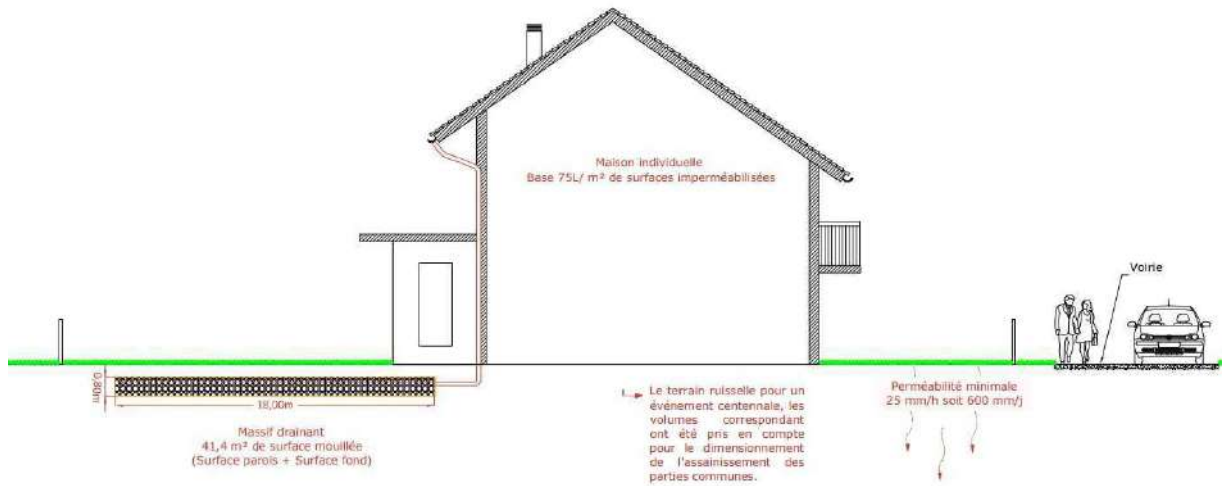 Maison individuelle
Base 75L/ m² de surfaces imperméabilisées
Voirie
0,80m
18,00m
Massif drainant
41,4 m² de surface mouillée
(Surface parois + Surface fond)
Le terrain ruisselle pour un
événement centennale, les
volumes correspondant
ont été pris en compte
pour le dimensionnement
de l'assainissement des
parties communes.
Perméabilité minimale
25 mm/h soit 600 mm/j